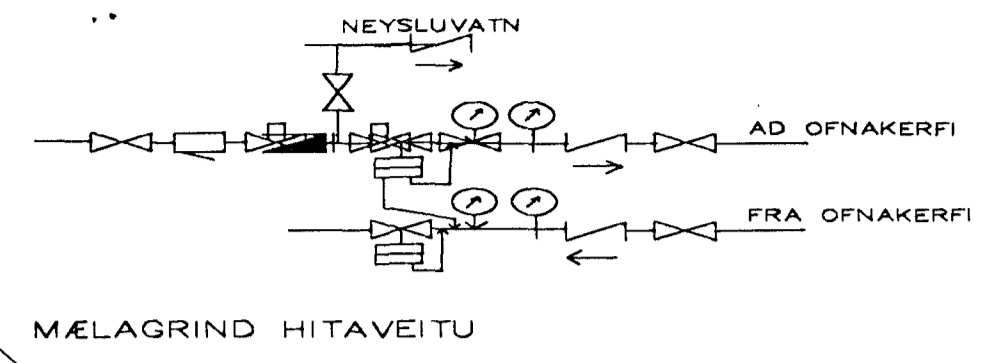 NEYSLUVATN
AD OFNAKERFI
FRA OFNAKERFI
MÆLAGRIND HITAVEITU